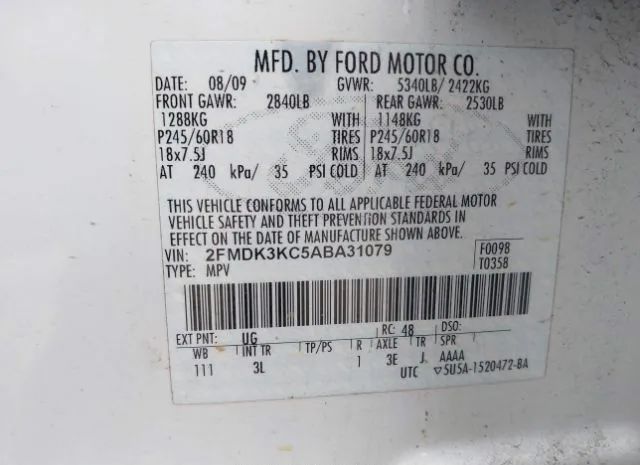 MFD. BY FORD MOTOR CO.
DATE: 08/09 GVWR: 5340LB/ 2422KG
FRONT GAWR: 2840LB REAR GAWR: 2530LB
1288KG WITH 1148KG WITH
P245/60R18 TIRES P245/60R18 TIRES
18x7.5J RIMS 18x7.5J RIMS
AT 240 kPa/ 35 PSI COLD AT 240 kPa/ 35 PSI COLD
THIS VEHICLE CONFORMS TO ALL APPLICABLE FEDERAL MOTOR
VEHICLE SAFETY AND THEFT PREVENTION STANDARDS IN
EFFECT ON THE DATE OF MANUFACTURE SHOWN ABOVE.
VIN: 2FMDK3KC5ABA31079 F0098
TYPE: MPV T0358
EXT PNT: UG RC: 48 DSO:
WB INT TR TP/PS R AXLE TR SPR
111 3L 1 3E J AAAA
UTC ▽5U5A-1520472-BA